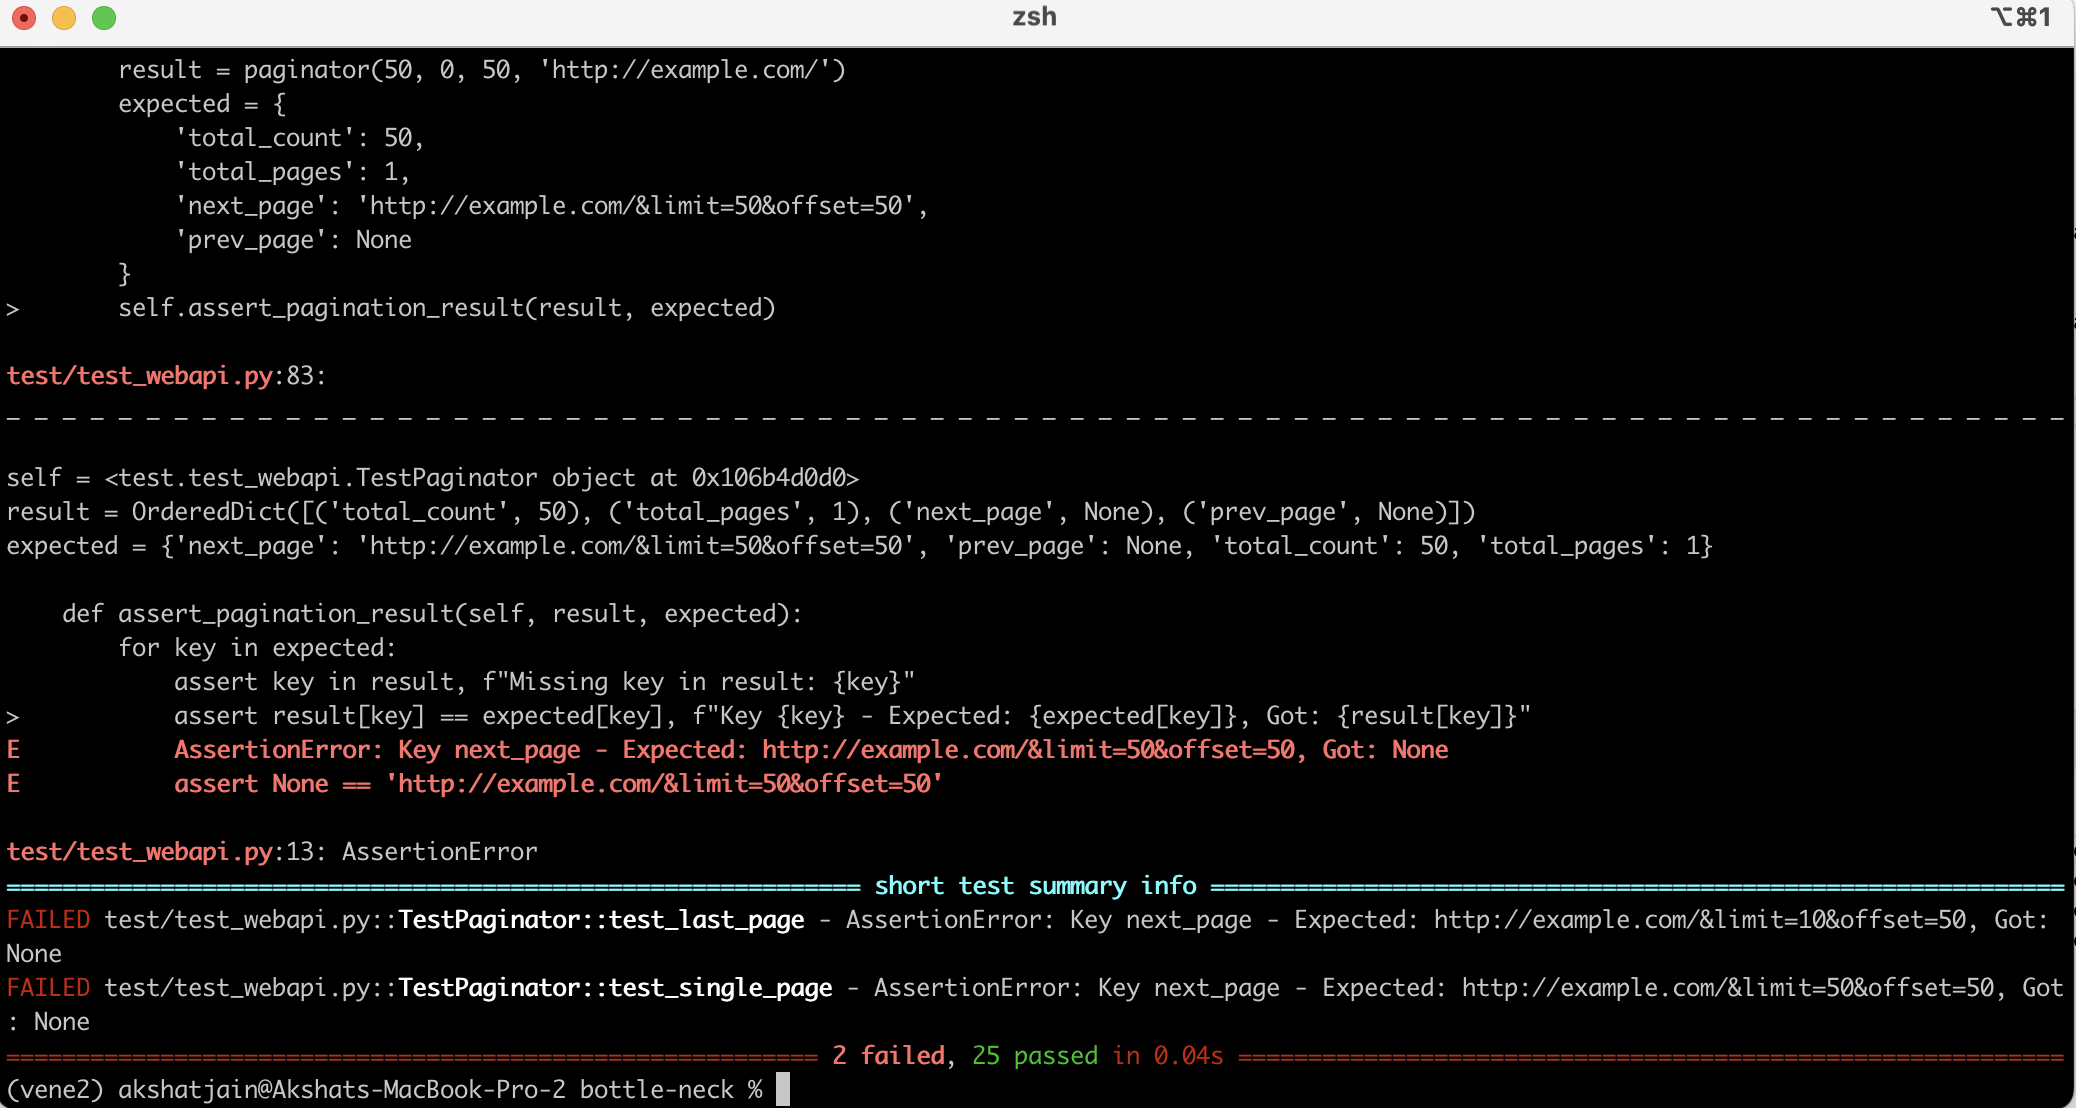 zsh
⌥⌘1
        result = paginator(50, 0, 50, 'http://example.com/')
        expected = {
            'total_count': 50,
            'total_pages': 1,
            'next_page': 'http://example.com/&limit=50&offset=50',
            'prev_page': None
        }
>       self.assert_pagination_result(result, expected)
test/test_webapi.py:83:
_ _ _ _ _ _ _ _ _ _ _ _ _ _ _ _ _ _ _ _ _ _ _ _ _ _ _ _ _ _ _ _ _ _ _ _ _ _ _ _ _ _ _ _ _ _ _ _ _ _ _ _ _ _ _ _ _ _ _ _ _ _ _ _ _ _ _ _ _ _ _ _ _ _
self = <test.test_webapi.TestPaginator object at 0x106b4d0d0>
result = OrderedDict([('total_count', 50), ('total_pages', 1), ('next_page', None), ('prev_page', None)])
expected = {'next_page': 'http://example.com/&limit=50&offset=50', 'prev_page': None, 'total_count': 50, 'total_pages': 1}
    def assert_pagination_result(self, result, expected):
        for key in expected:
            assert key in result, f"Missing key in result: {key}"
>           assert result[key] == expected[key], f"Key {key} - Expected: {expected[key]}, Got: {result[key]}"
E           AssertionError: Key next_page - Expected: http://example.com/&limit=50&offset=50, Got: None
E           assert None == 'http://example.com/&limit=50&offset=50'
test/test_webapi.py:13: AssertionError
============================================================= short test summary info =============================================================
FAILED test/test_webapi.py::TestPaginator::test_last_page - AssertionError: Key next_page - Expected: http://example.com/&limit=10&offset=50, Got:
None
FAILED test/test_webapi.py::TestPaginator::test_single_page - AssertionError: Key next_page - Expected: http://example.com/&limit=50&offset=50, Got
: None
========================================================== 2 failed, 25 passed in 0.04s ===========================================================
(vene2) akshatjain@Akshats-MacBook-Pro-2 bottle-neck %